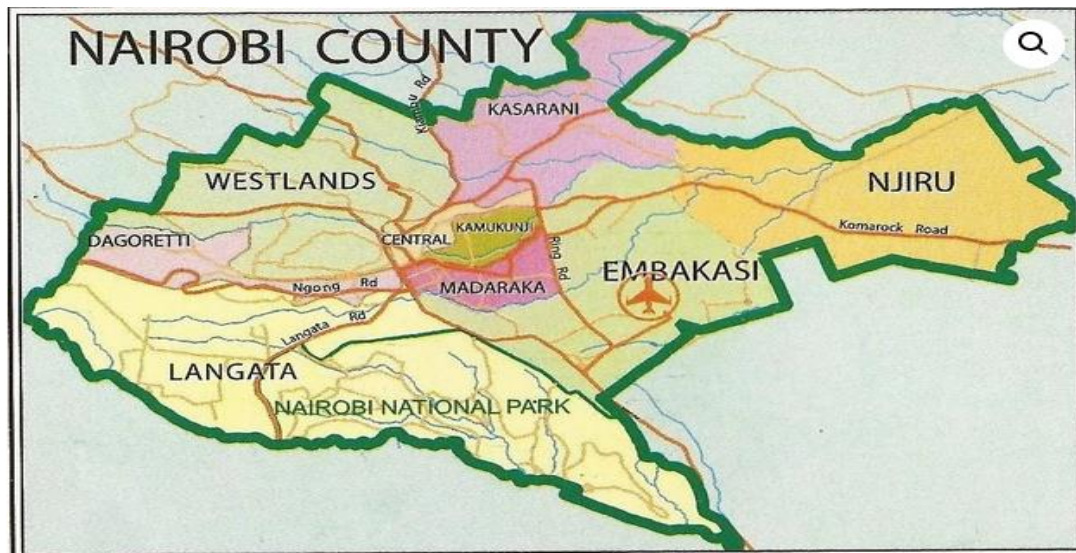 NAIROBI COUNTY
Kiambu Rd
KASARANI
WESTLANDS
NJIRU
DAGORETTI
CENTRAL
KAMUKUNJI
Komarock Road
Ring Rd
EMBAKASI
Ngong Rd
MADARAKA
Langata Rd
LANGATA
NAIROBI NATIONAL PARK